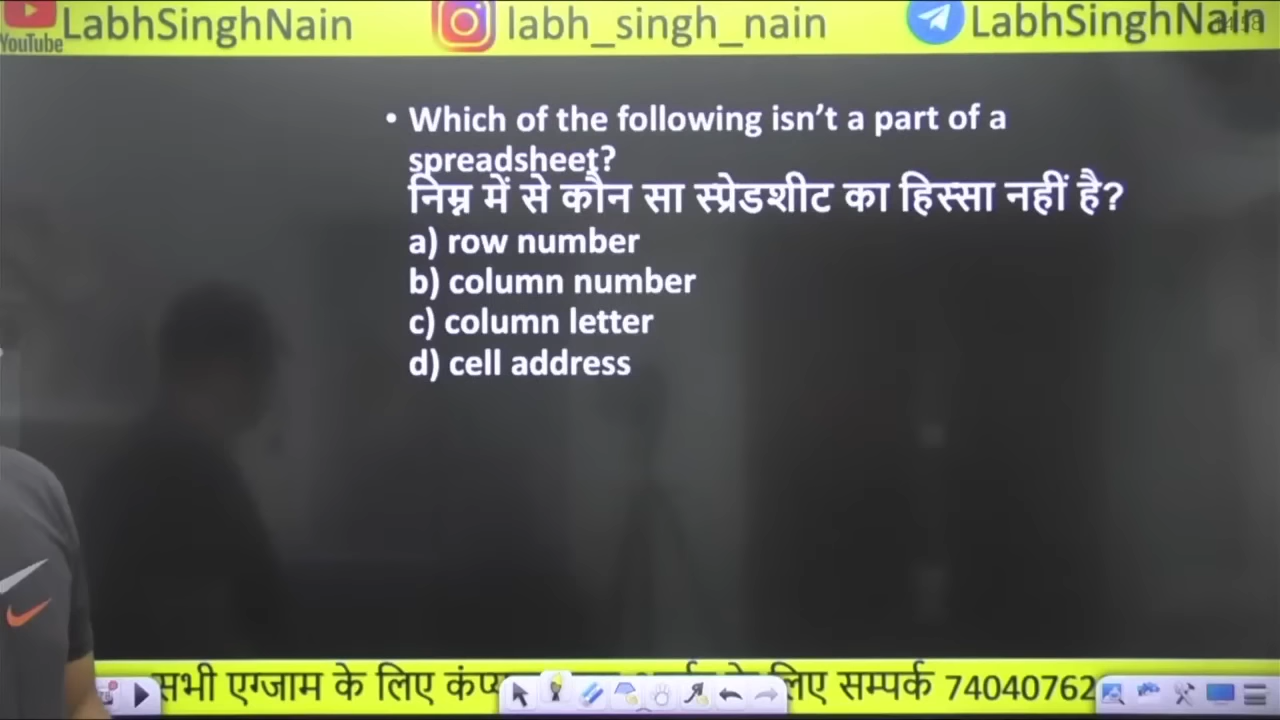 YouTube
LabhSinghNain
labh_singh_nain
LabhSinghNain
• Which of the following isn’t a part of a
spreadsheet?
निम्न में से कौन सा स्प्रेडशीट का हिस्सा नहीं है?
a) row number
b) column number
c) column letter
d) cell address
सभी एग्जाम के लिए
लिए सम्पर्क 74040762